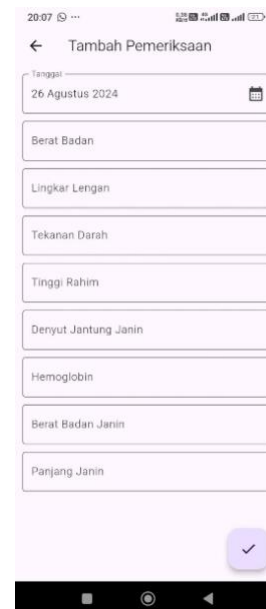 20:07
Tambah Pemeriksaan
Tanggal
26 Agustus 2024
Berat Badan
Lingkar Lengan
Tekanan Darah
Tinggi Rahim
Denyut Jantung Janin
Hemoglobin
Berat Badan Janin
Panjang Janin